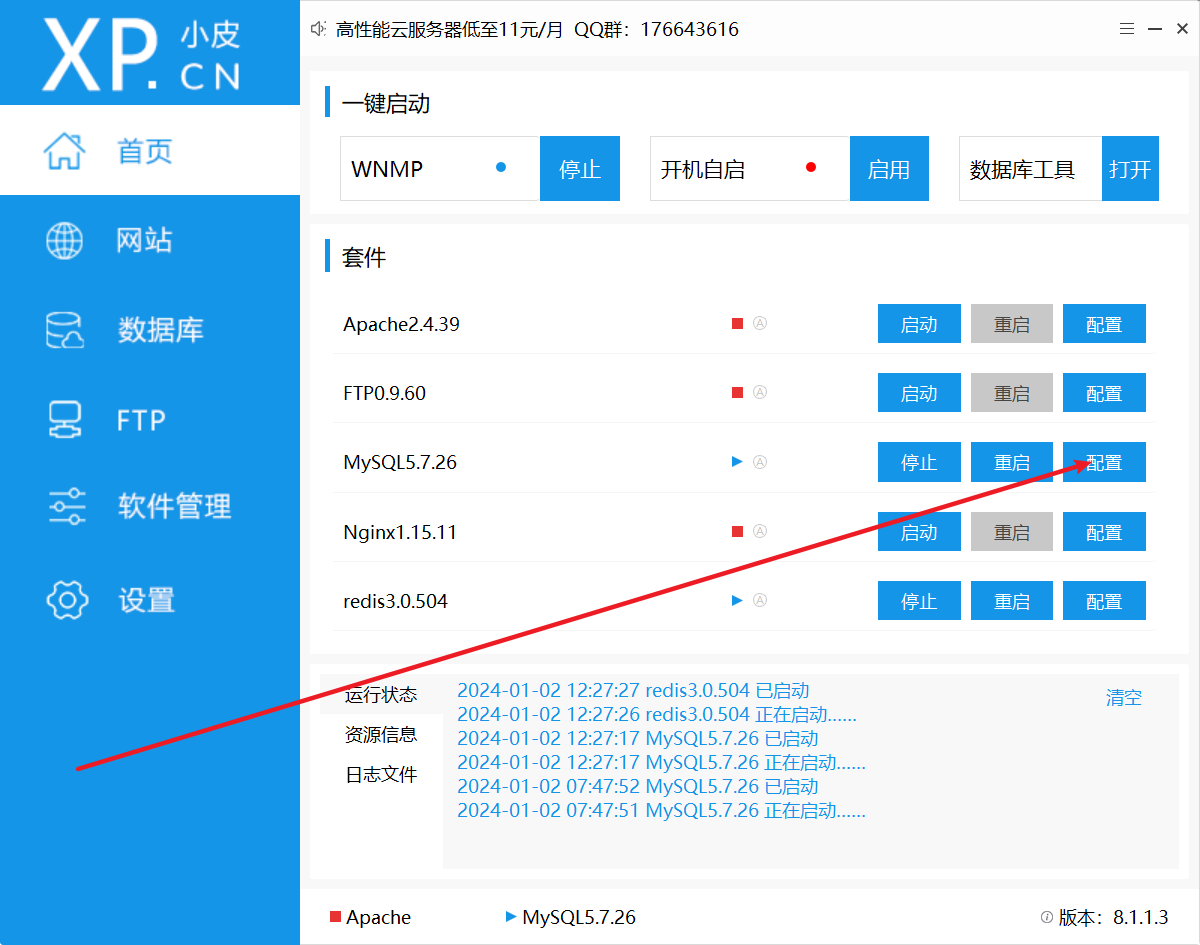 XP. 小皮 CN
高性能云服务器低至11元/月 QQ群：176643616
首页
网站
数据库
FTP
软件管理
设置
一键启动
WNMP 停止 开机自启 启用 数据库工具 打开
套件
Apache2.4.39 A 启动 重启 配置
FTP0.9.60 A 启动 重启 配置
MySQL5.7.26 A 停止 重启 配置
Nginx1.15.11 A 启动 重启 配置
redis3.0.504 A 停止 重启 配置
运行状态
资源信息
日志文件
2024-01-02 12:27:27 redis3.0.504 已启动
2024-01-02 12:27:26 redis3.0.504 正在启动......
2024-01-02 12:27:17 MySQL5.7.26 已启动
2024-01-02 12:27:17 MySQL5.7.26 正在启动......
2024-01-02 07:47:52 MySQL5.7.26 已启动
2024-01-02 07:47:51 MySQL5.7.26 正在启动......
清空
Apache MySQL5.7.26 版本：8.1.1.3